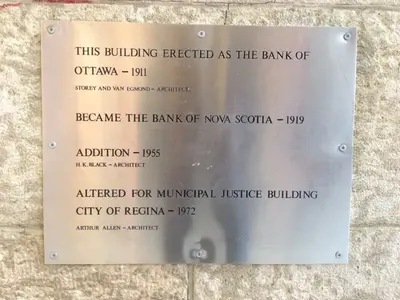 THIS BUILDING ERECTED AS THE BANK OF
OTTAWA – 1911
STOREY AND VAN EGMOND – ARCHITECT.
BECAME THE BANK OF NOVA SCOTIA – 1919
ADDITION – 1955
H. K. BLACK – ARCHITECT
ALTERED FOR MUNICIPAL JUSTICE BUILDING
CITY OF REGINA – 1972
ARTHUR ALLEN – ARCHITECT